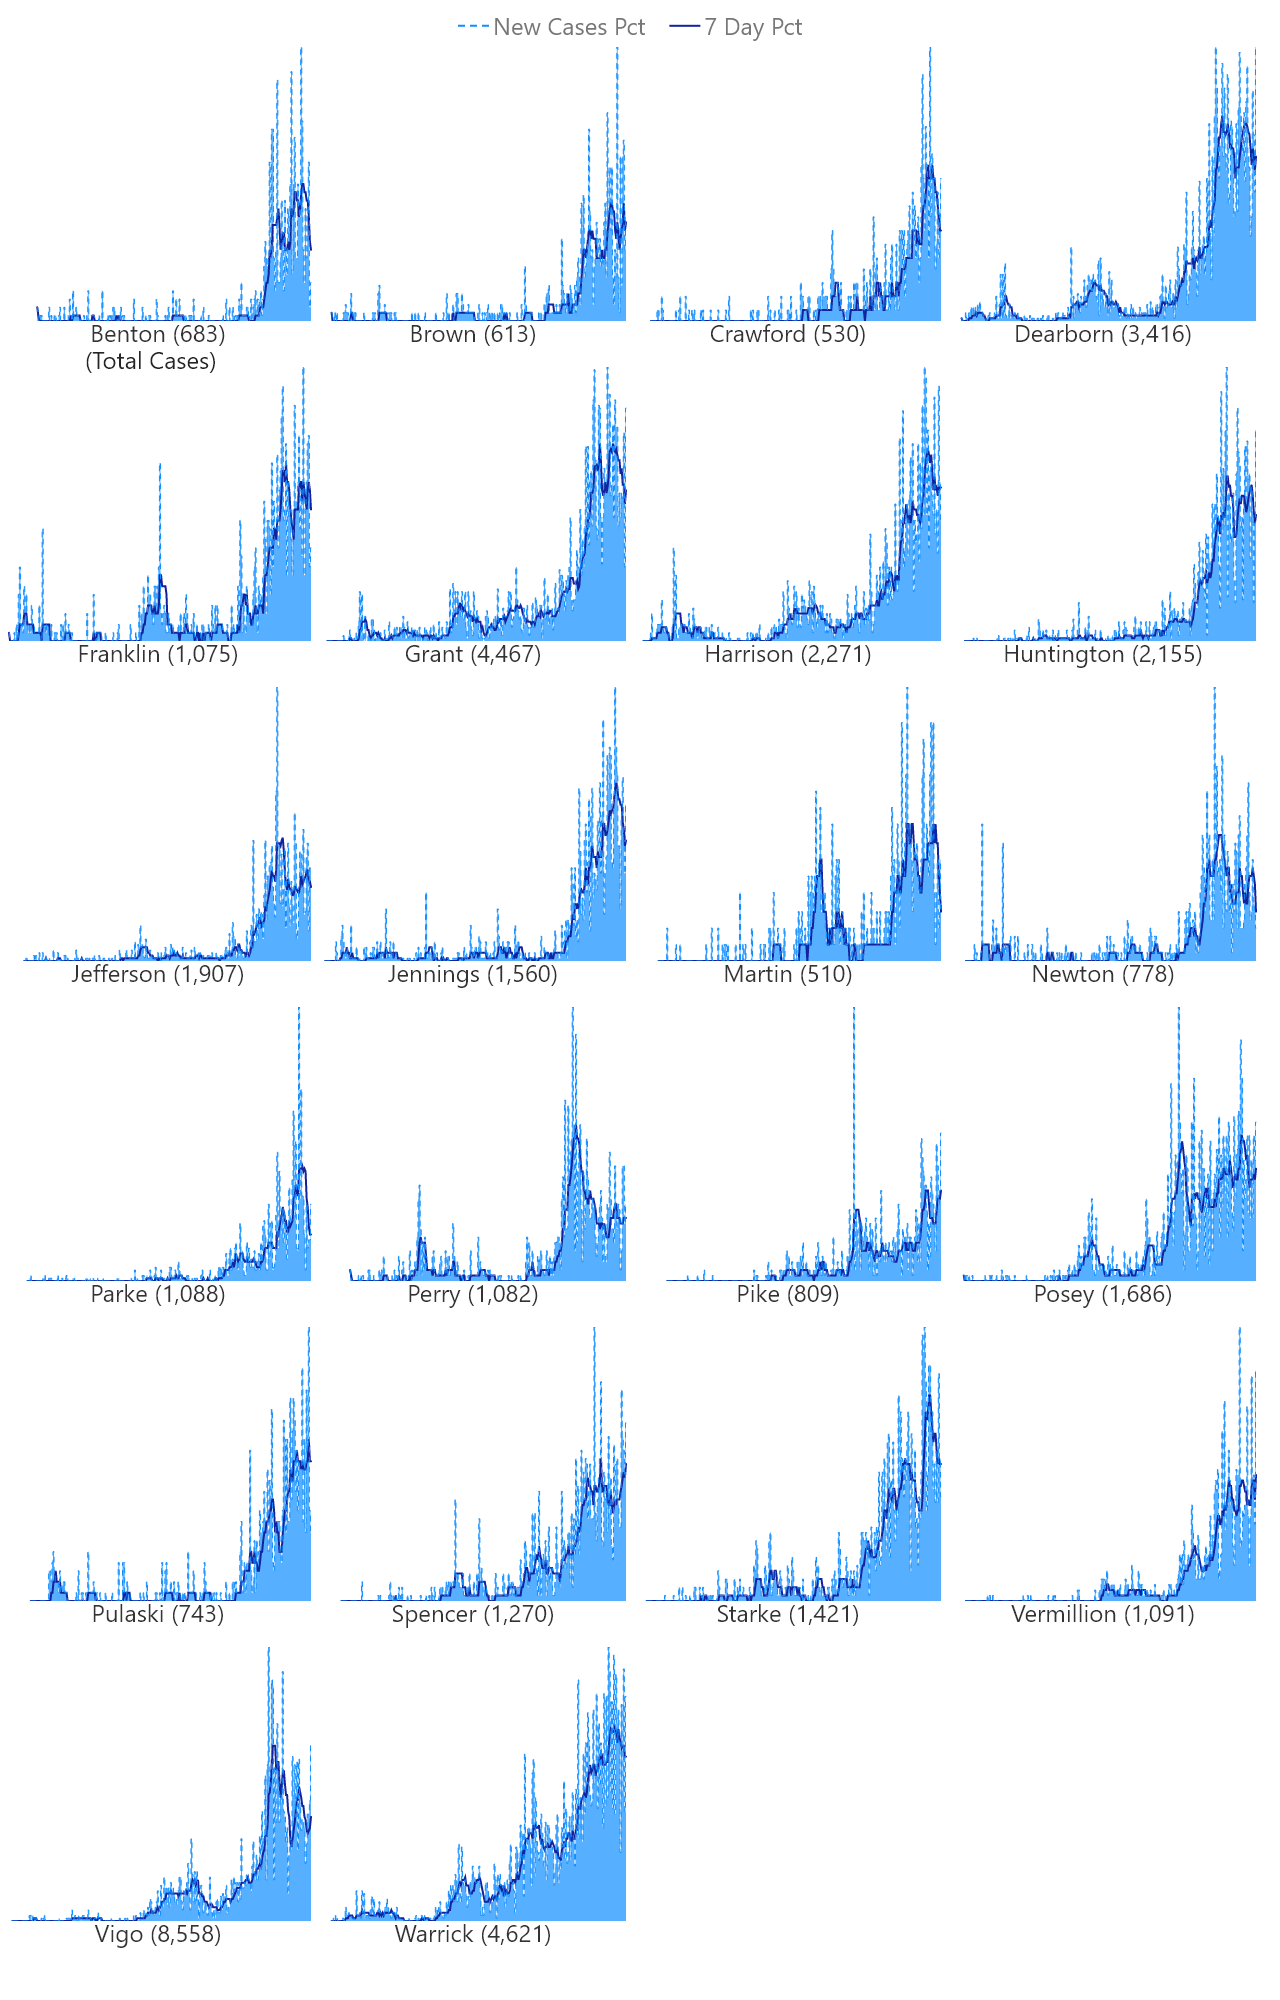 New Cases Pct 7 Day Pct
Benton (683) Brown (613) Crawford (530) Dearborn (3,416)
(Total Cases)
Franklin (1,075) Grant (4,467) Harrison (2,271) Huntington (2,155)
Jefferson (1,907) Jennings (1,560) Martin (510) Newton (778)
Parke (1,088) Perry (1,082) Pike (809) Posey (1,686)
Pulaski (743) Spencer (1,270) Starke (1,421) Vermillion (1,091)
Vigo (8,558) Warrick (4,621)